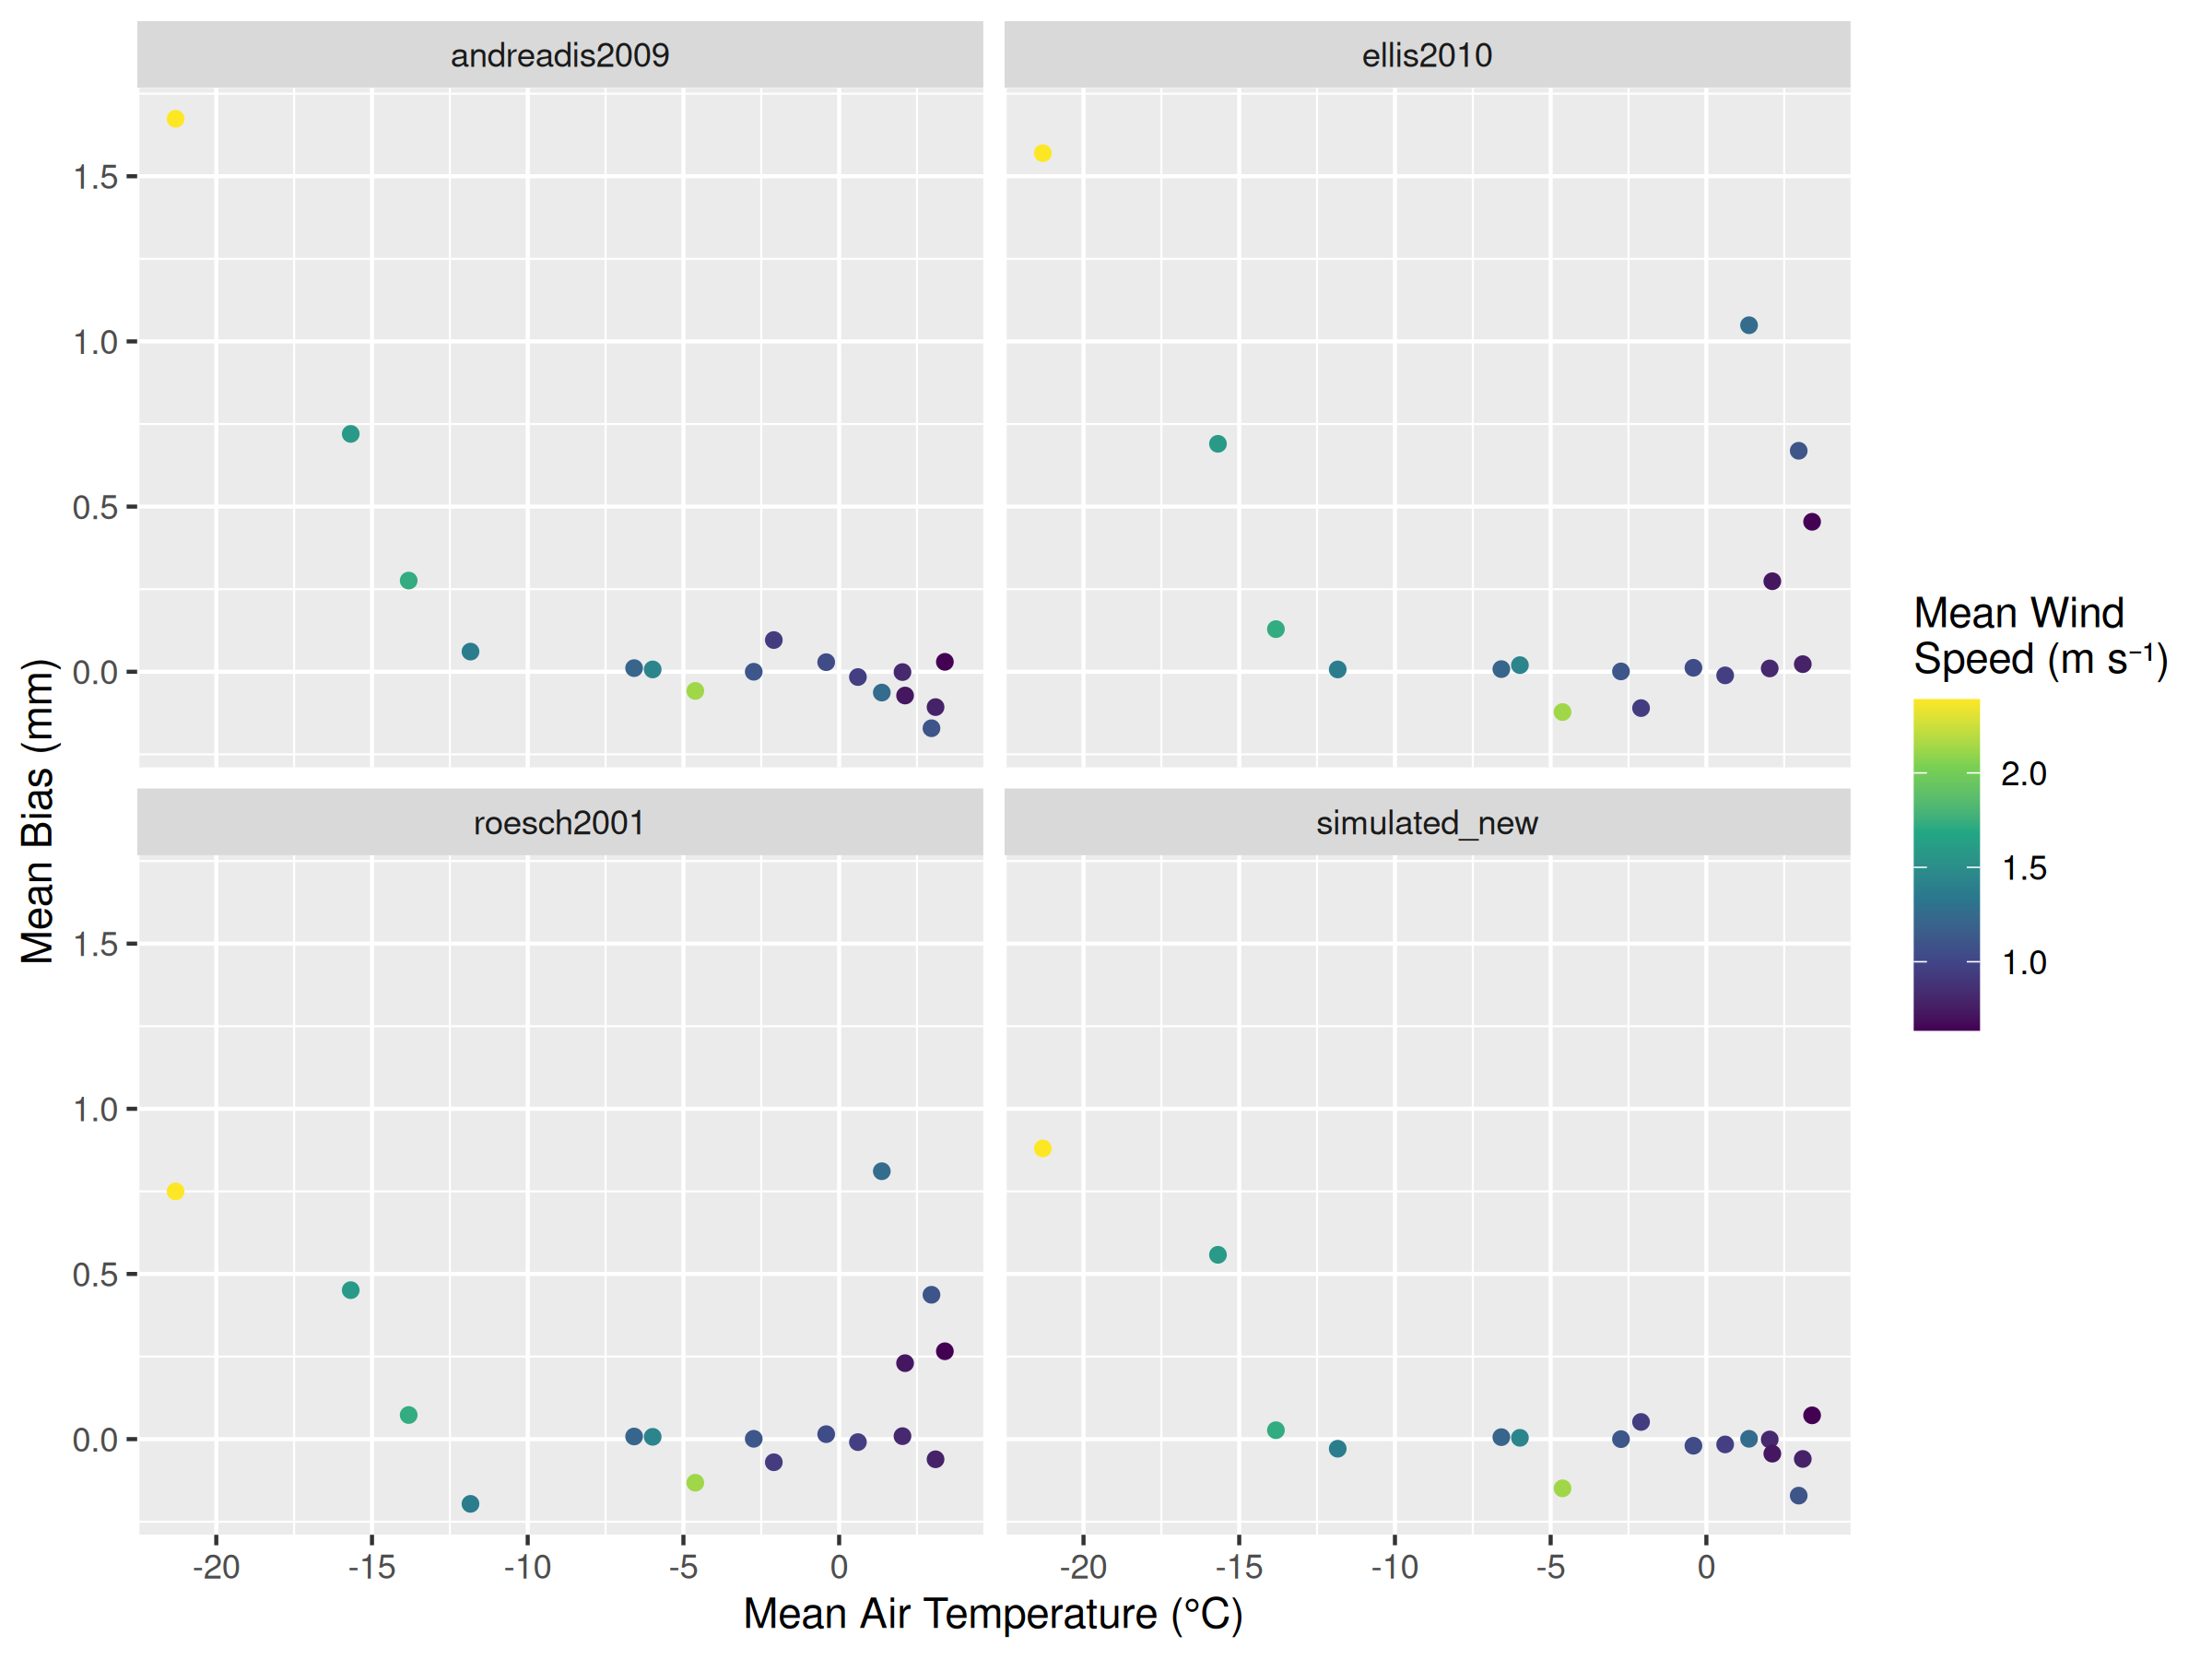 andreadis2009
ellis2010
1.5
1.0
0.5
0.0
roesch2001
simulated_new
1.5
1.0
0.5
0.0
-20
-15
-10
-5
0
-20
-15
-10
-5
0
Mean Air Temperature (°C)
Mean Bias (mm)
Mean Wind
Speed (m s⁻¹)
2.0
1.5
1.0